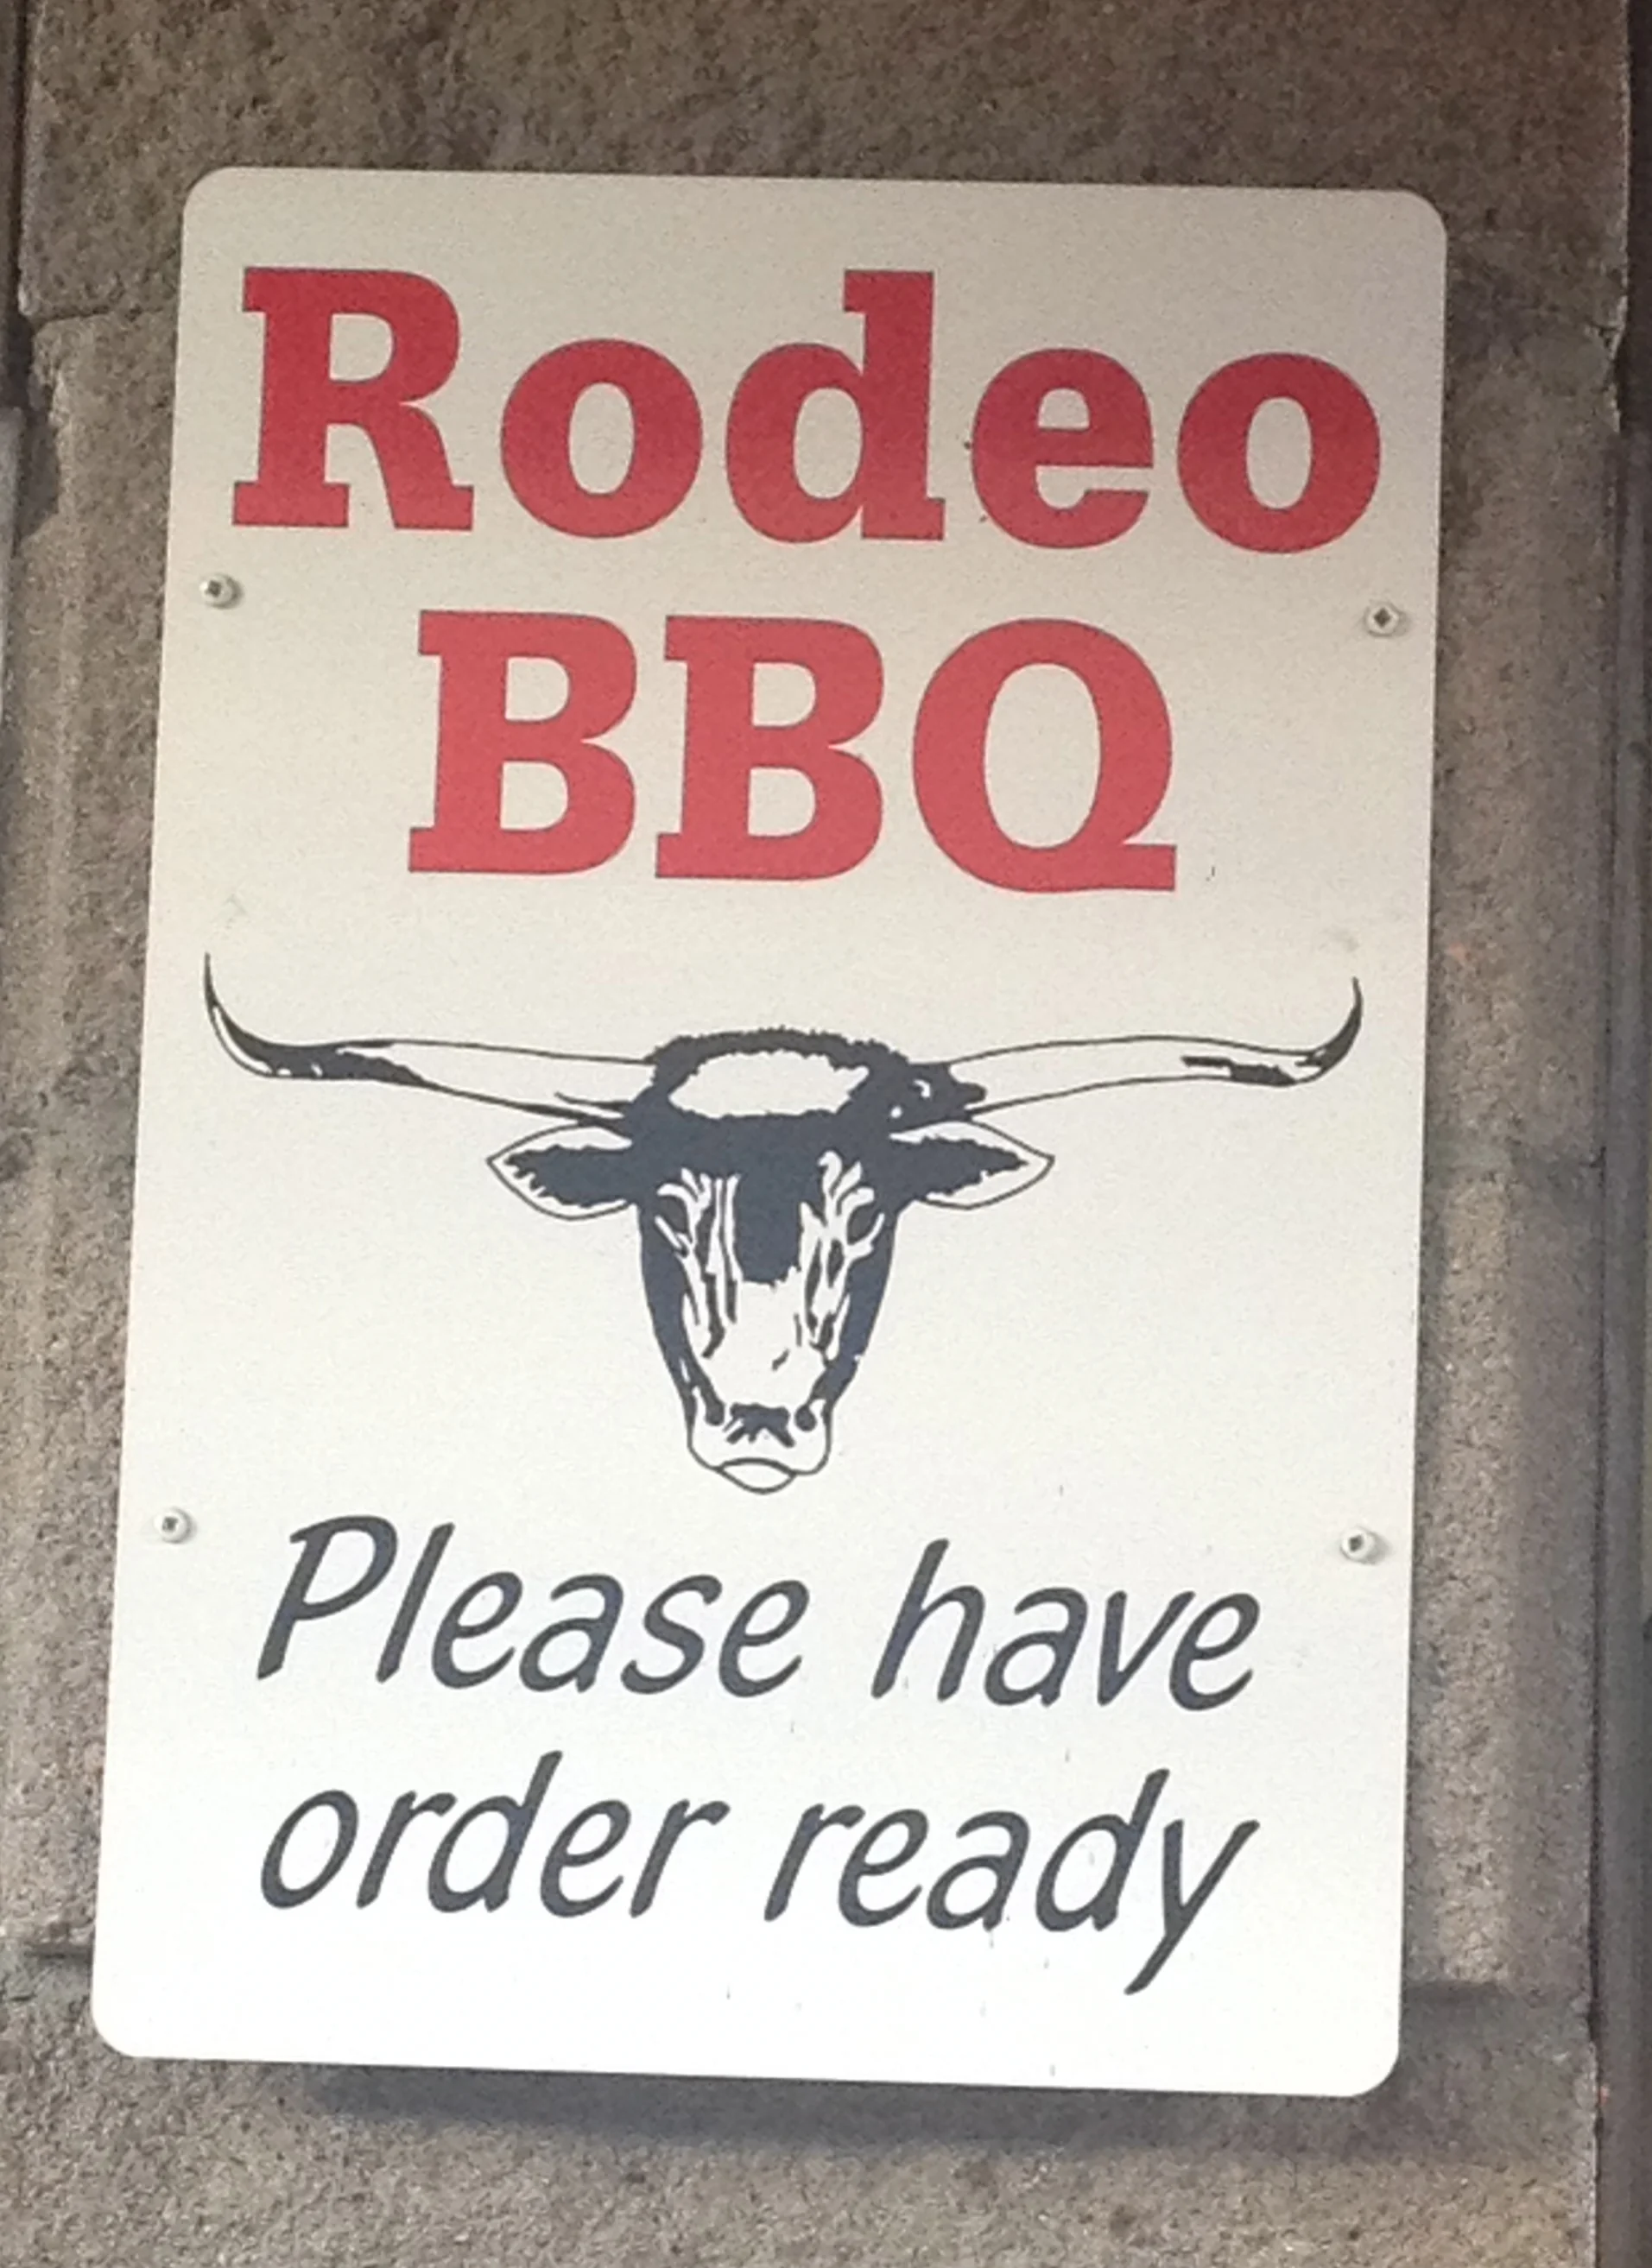 Rodeo
BBQ
Please have
order ready